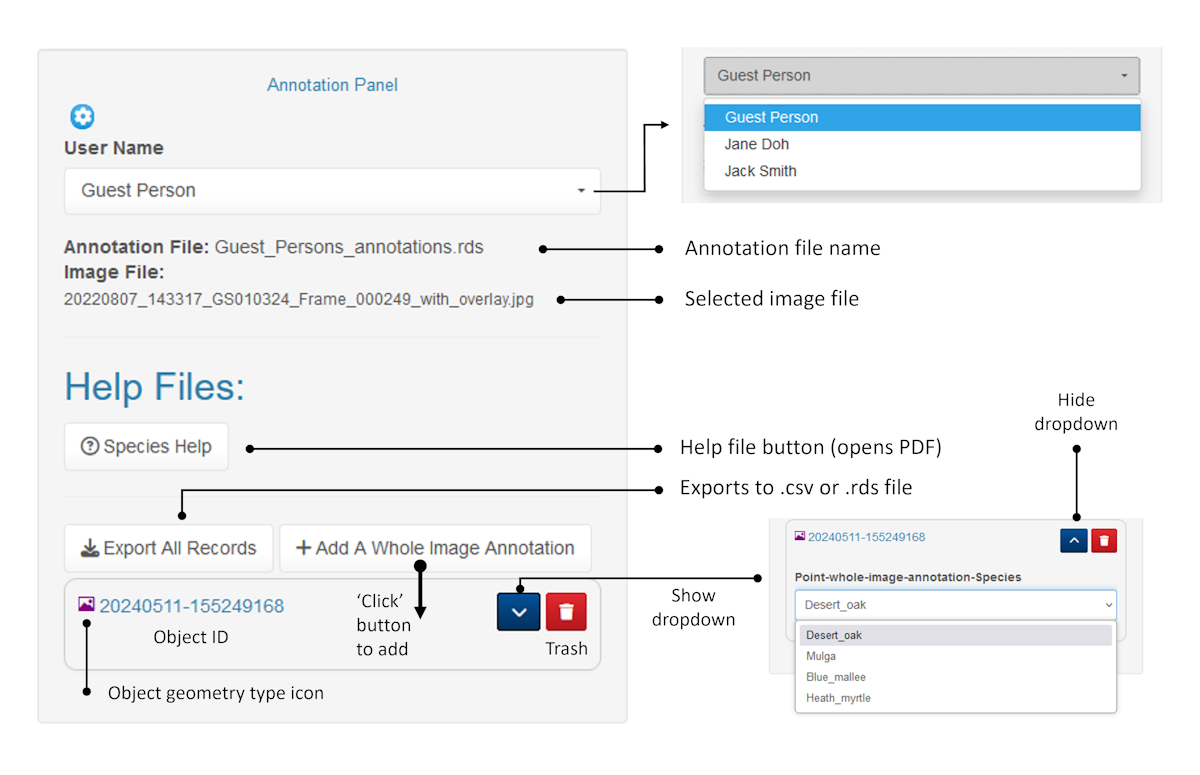 Annotation Panel
User Name
Guest Person
Guest Person
Guest Person
Jane Doh
Jack Smith
Annotation File: Guest_Persons_annotations.rds
Annotation file name
Image File:
20220807_143317_GS010324_Frame_000249_with_overlay.jpg
Selected image file
Help Files:
Species Help
Help file button (opens PDF)
Exports to .csv or .rds file
Export All Records
Add A Whole Image Annotation
20240511-155249168
Object ID
‘Click’
button
to add
Trash
Object geometry type icon
Show
dropdown
Hide
dropdown
20240511-155249168
Point-whole-image-annotation-Species
Desert_oak
Desert_oak
Mulga
Blue_mallee
Heath_myrtle